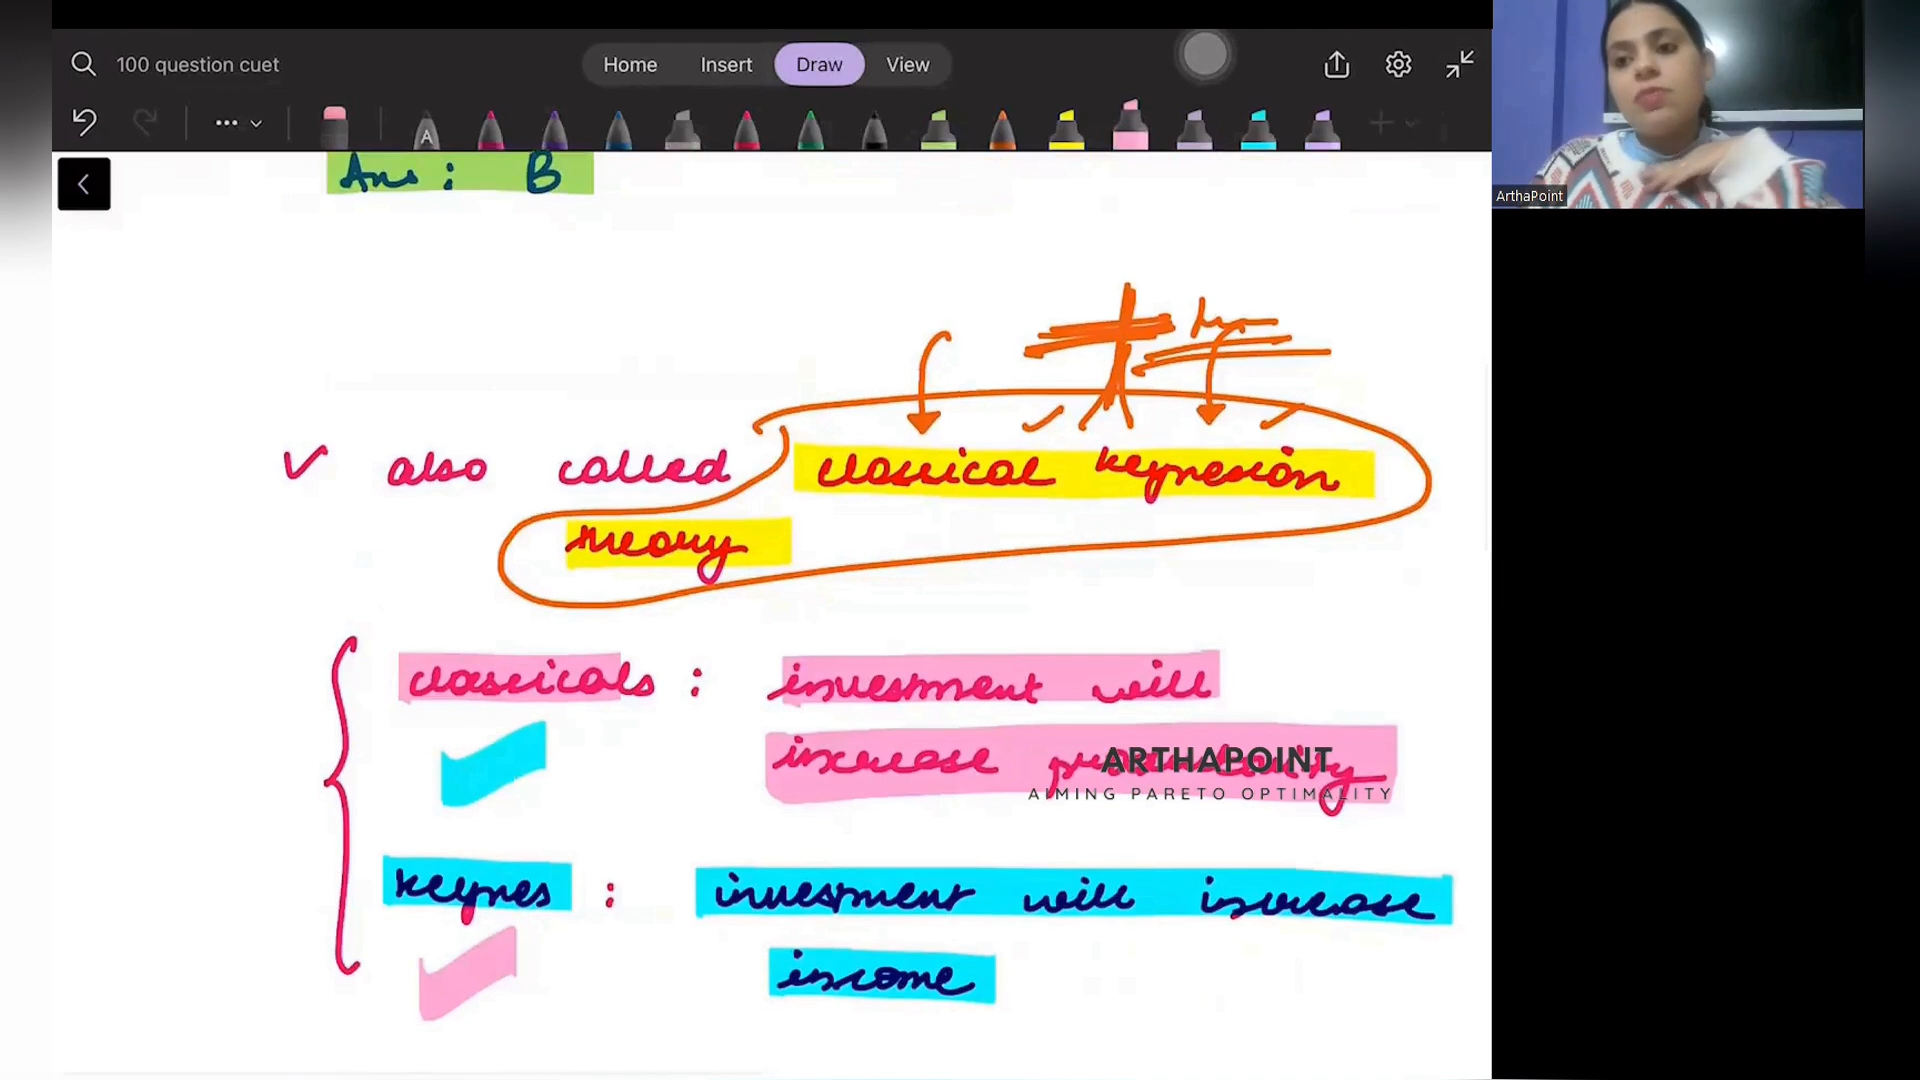 100 question cuet
Home Insert Draw View
A
Ans : B
ArthaPoint
also called classical keynesian
theory
classicals : investment will
increase productivity
ARTHAPOINT
AIMING PARETO OPTIMALITY
keynes : investment will increase
income